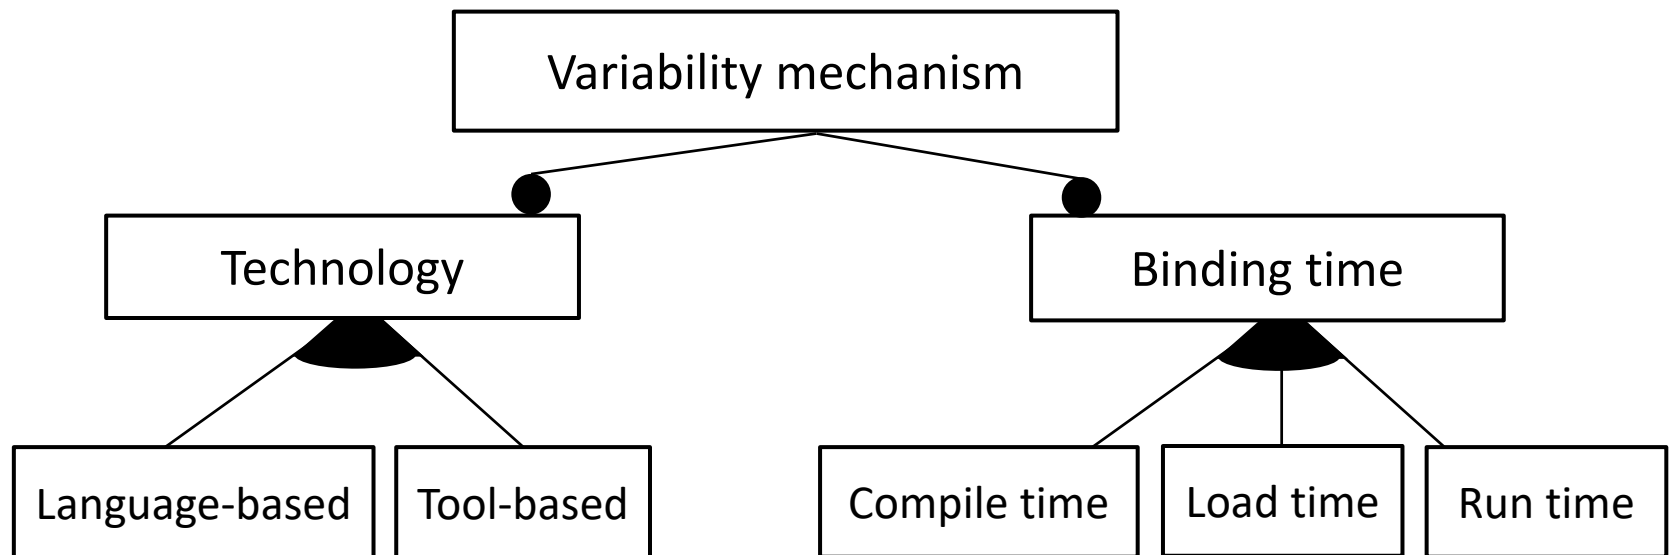 Variability mechanism
Technology
Binding time
Language-based
Tool-based
Compile time
Load time
Run time